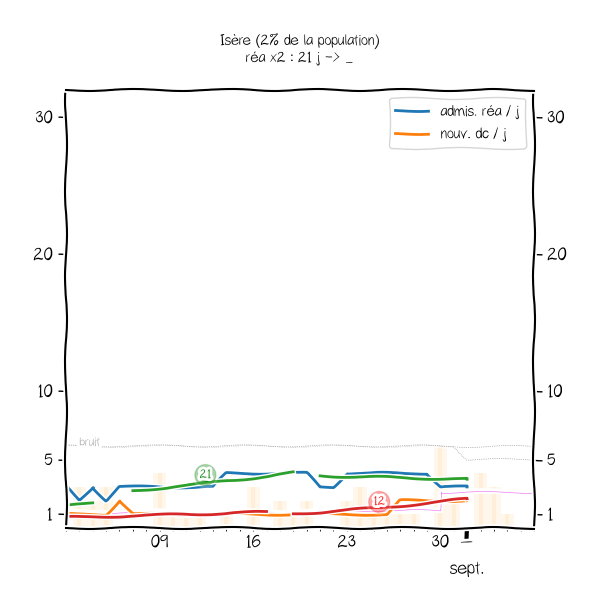 Isère (2% de la population)
réa x2 : 21 j -> _
admis. réa / j
nouv. dc / j
30
30
20
20
10
10
bruit
5
5
21
12
1
1
09
16
23
30
sept.